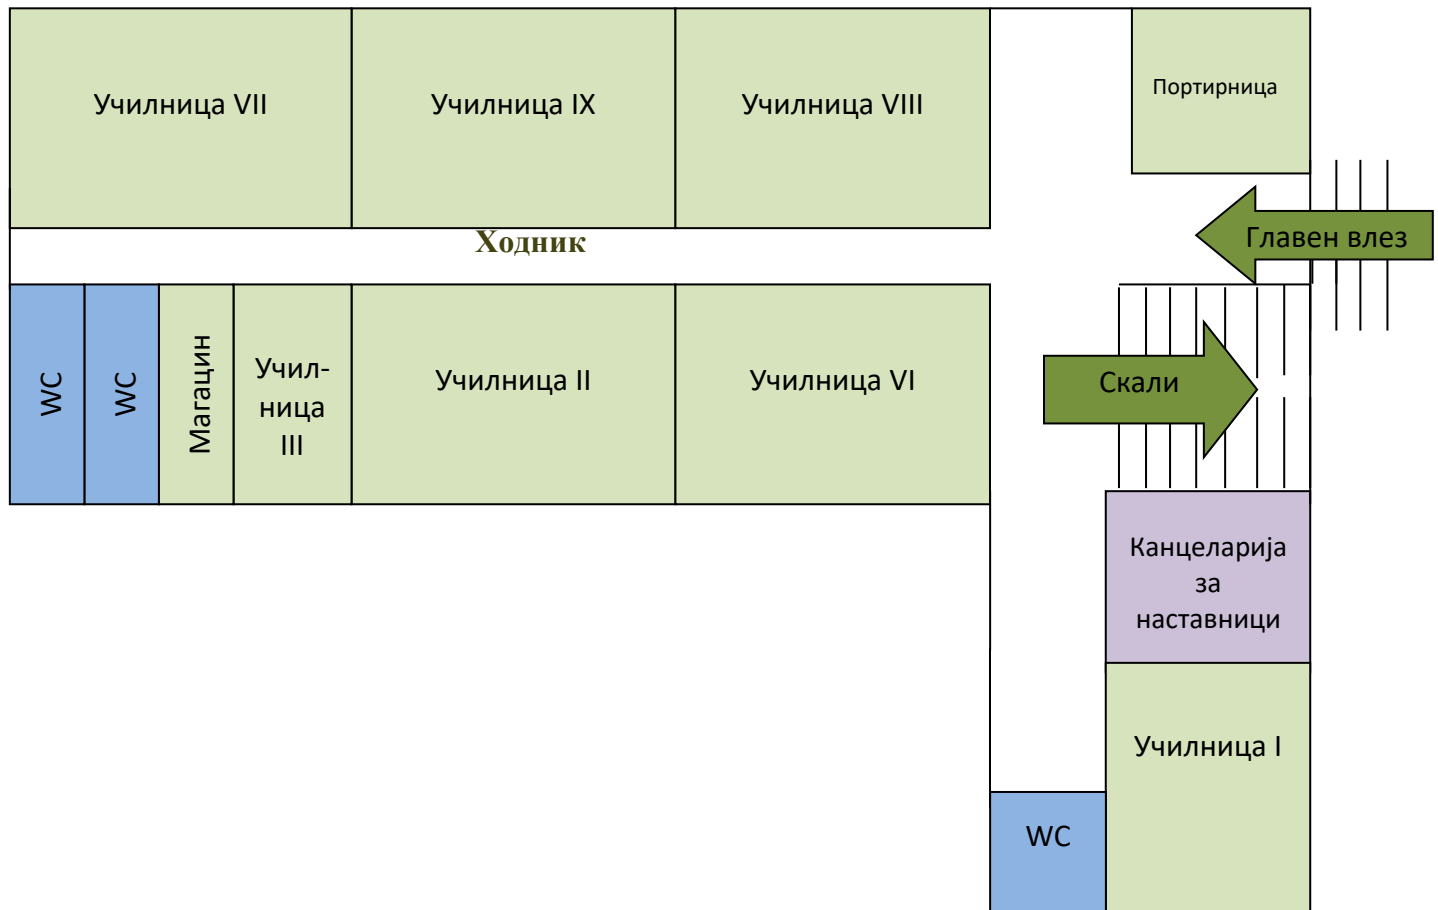 Училница VII
Училница IX
Училница VIII
Портирница
Ходник
Главен влез
WC
WC
Магацин
Учил-
ница
III
Училница II
Училница VI
Скали
Канцеларија
за
наставници
Училница I
WC